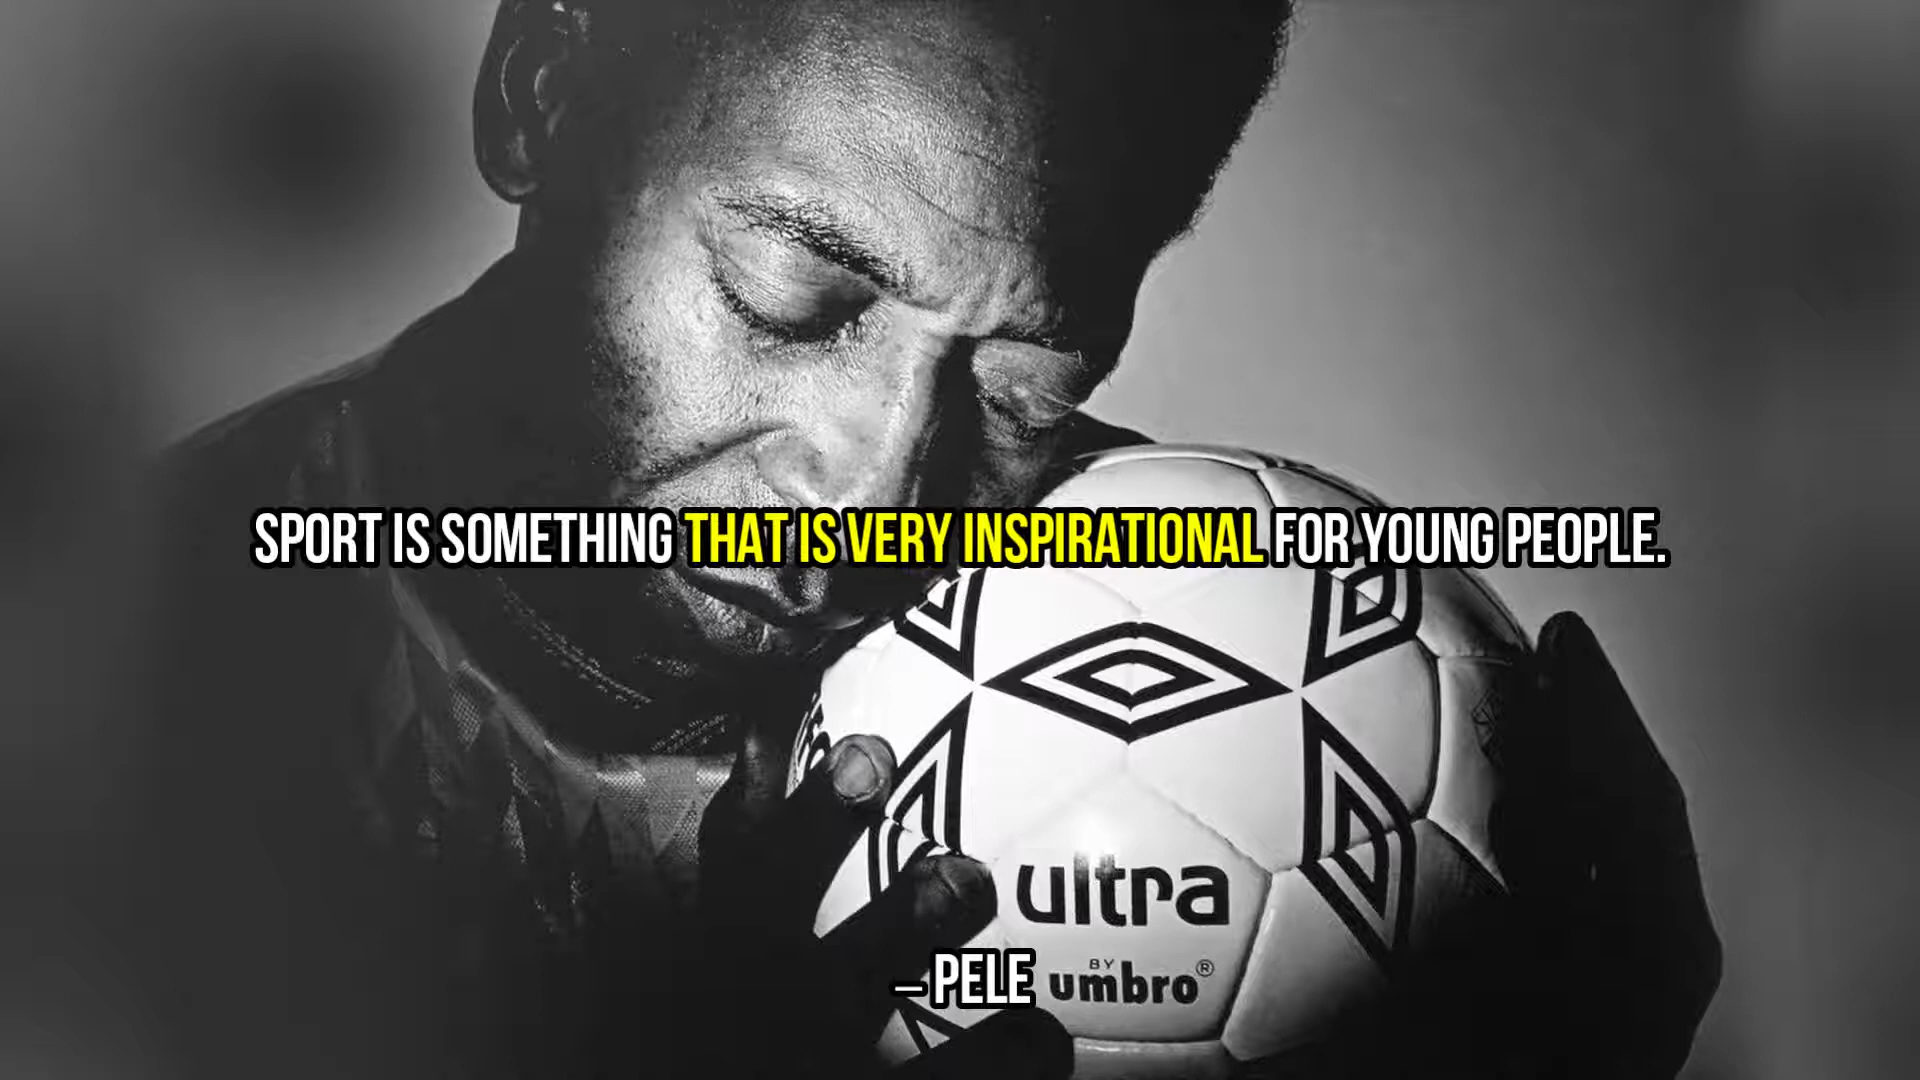 SPORT IS SOMETHING THAT IS VERY INSPIRATIONAL FOR YOUNG PEOPLE.
ultra
BY
– PELE
umbro®